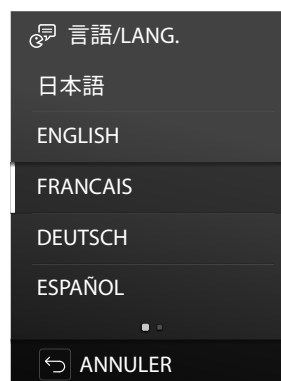 言語/LANG.
日本語
ENGLISH
FRANCAIS
DEUTSCH
ESPAÑOL
ANNULER